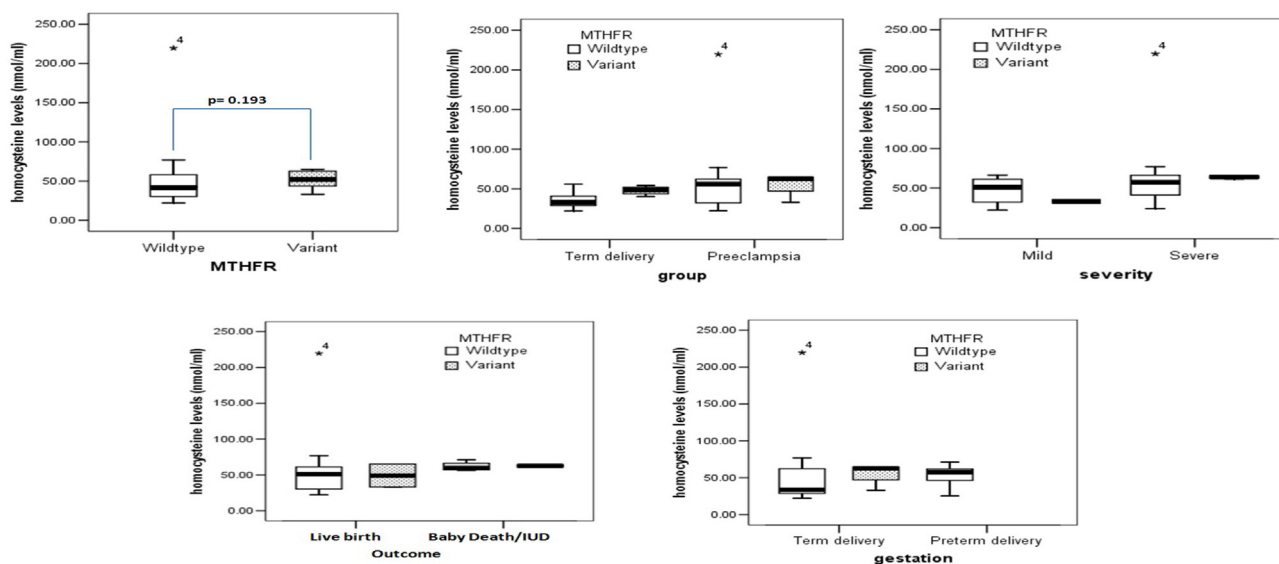 250.00
200.00
150.00
100.00
50.00
0.00
homocysteine levels (nmol/ml)
4
p= 0.193
Wildtype Variant
MTHFR
250.00
200.00
150.00
100.00
50.00
0.00
homocysteine levels (nmol/ml)
MTHFR
Wildtype
Variant
4
Term delivery Preeclampsia
group
250.00
200.00
150.00
100.00
50.00
0.00
homocysteine levels (nmol/ml)
MTHFR
Wildtype
Variant
4
Mild Severe
severity
250.00
200.00
150.00
100.00
50.00
0.00
homocysteine levels (nmol/ml)
4
MTHFR
Wildtype
Variant
Live birth Baby Death/IUD
Outcome
250.00
200.00
150.00
100.00
50.00
0.00
homocysteine levels (nmol/ml)
4
MTHFR
Wildtype
Variant
Term delivery Preterm delivery
gestation